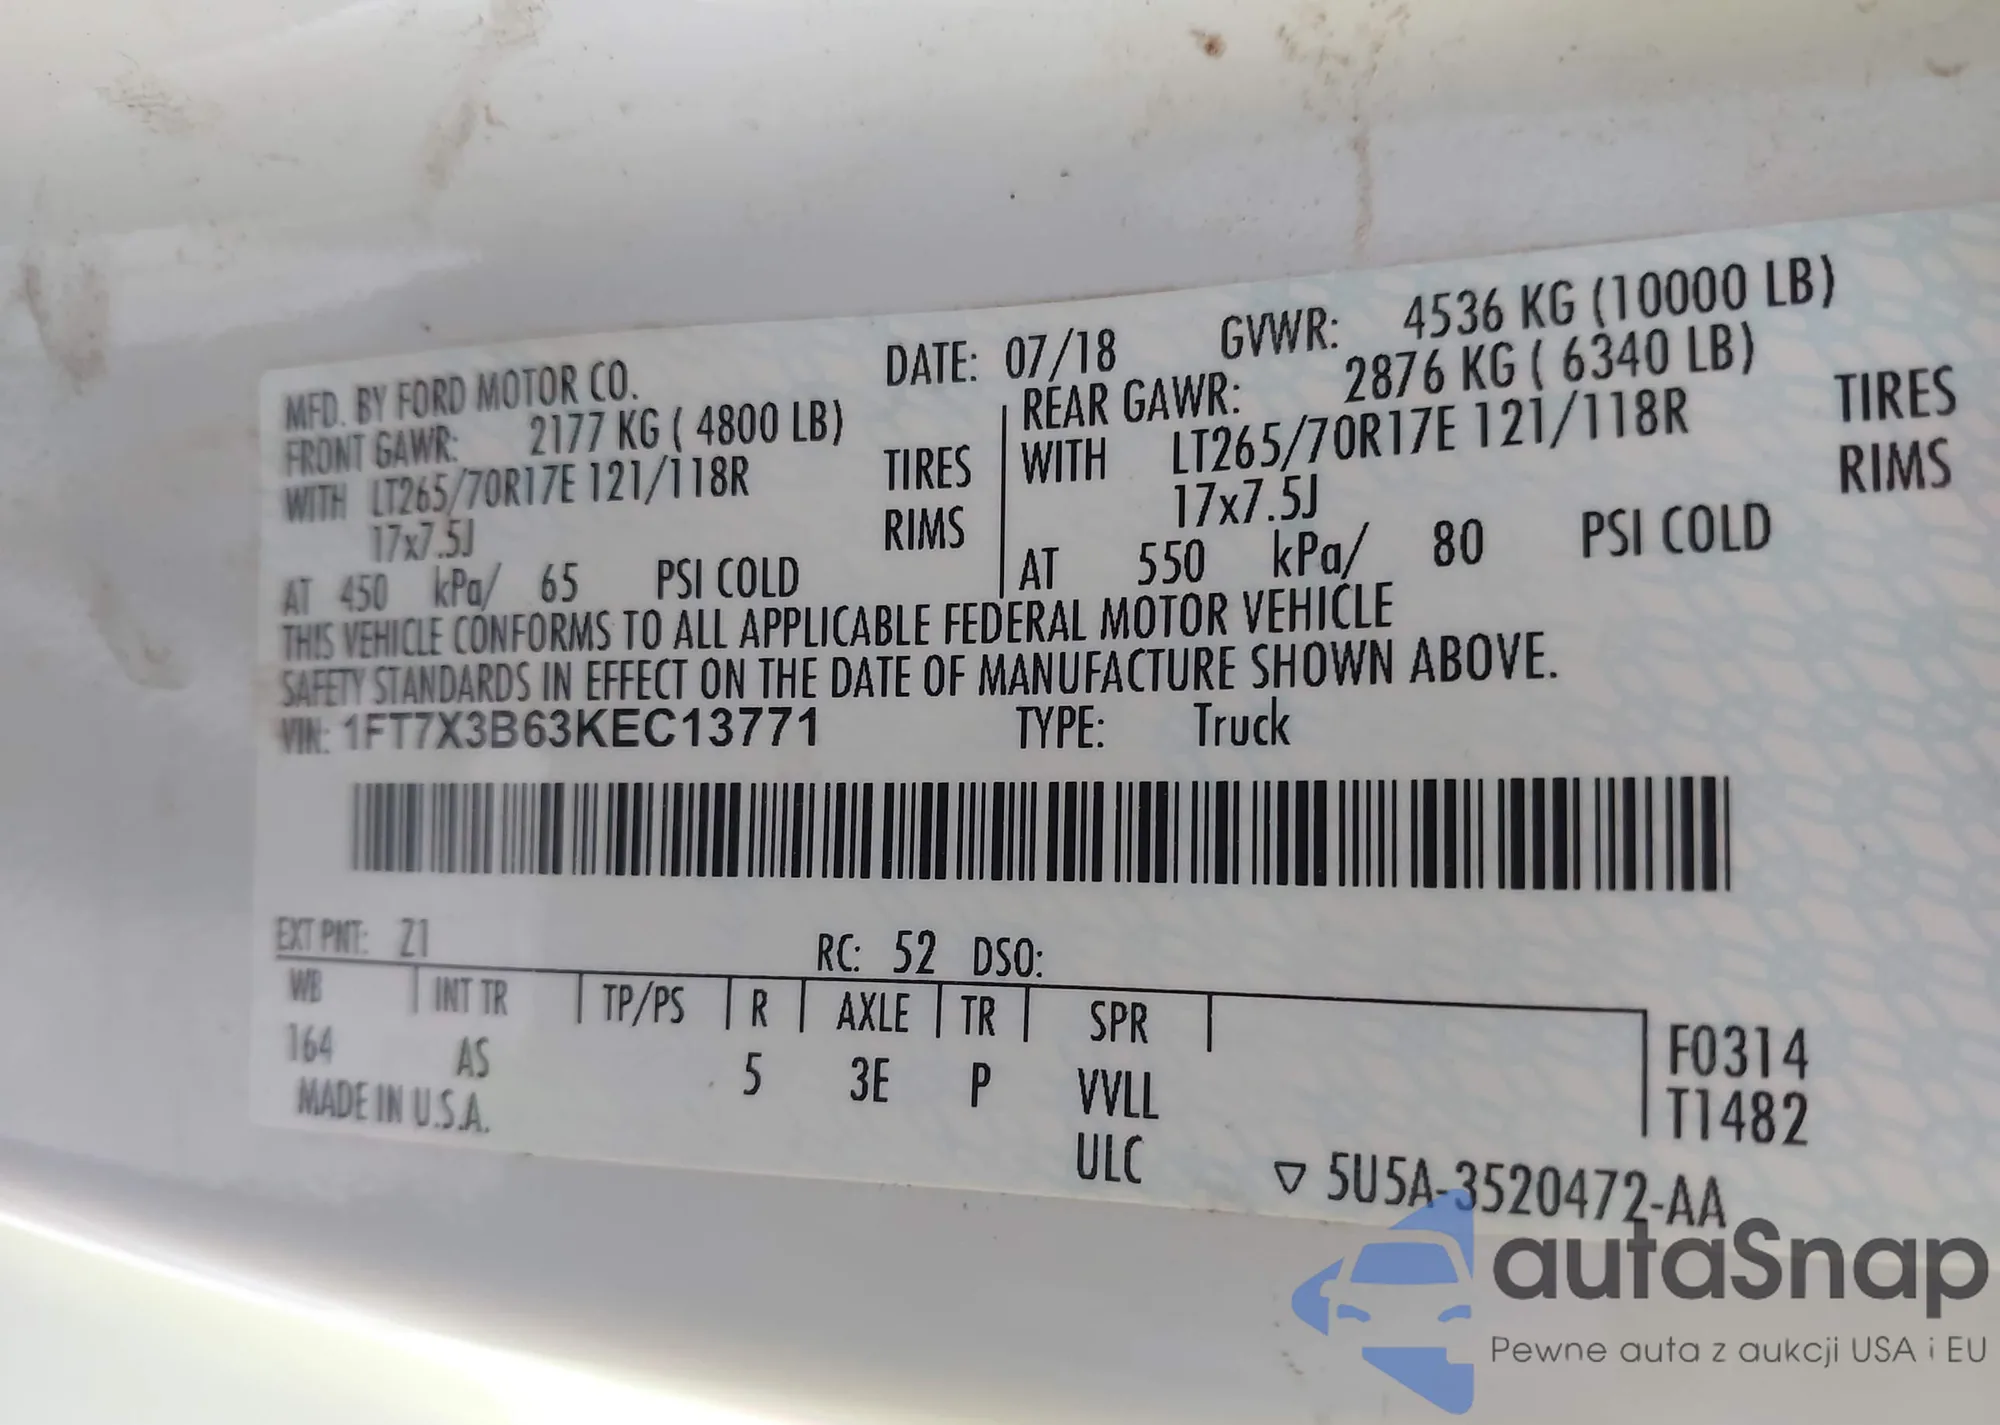 MFD. BY FORD MOTOR CO. DATE: 07/18 GVWR: 4536 KG (10000 LB)
FRONT GAWR: 2177 KG ( 4800 LB) REAR GAWR: 2876 KG ( 6340 LB)
WITH LT265/70R17E 121/118R TIRES WITH LT265/70R17E 121/118R TIRES
17x7.5J RIMS 17x7.5J RIMS
AT 450 kPa/ 65 PSI COLD AT 550 kPa/ 80 PSI COLD
THIS VEHICLE CONFORMS TO ALL APPLICABLE FEDERAL MOTOR VEHICLE
SAFETY STANDARDS IN EFFECT ON THE DATE OF MANUFACTURE SHOWN ABOVE.
VIN: 1FT7X3B63KEC13771 TYPE: Truck
EXT PNT: Z1 RC: 52 DSO:
WB INT TR TP/PS R AXLE TR SPR F0314
164 AS 5 3E P VVLL T1482
MADE IN U.S.A. ULC ▽ 5U5A-3520472-AA
autaSnap
Pewne auta z aukcji USA i EU